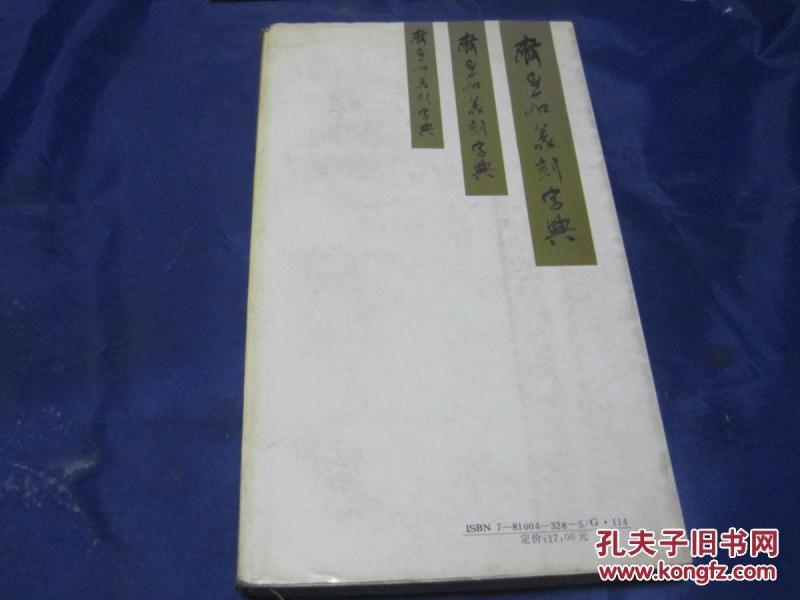 齊白石篆刻字典
齊白石篆刻字典
齊白石篆刻字典
ISBN 7—81004—328—5/G·114
定价:17.00元
孔夫子旧书网
www.kongfz.com